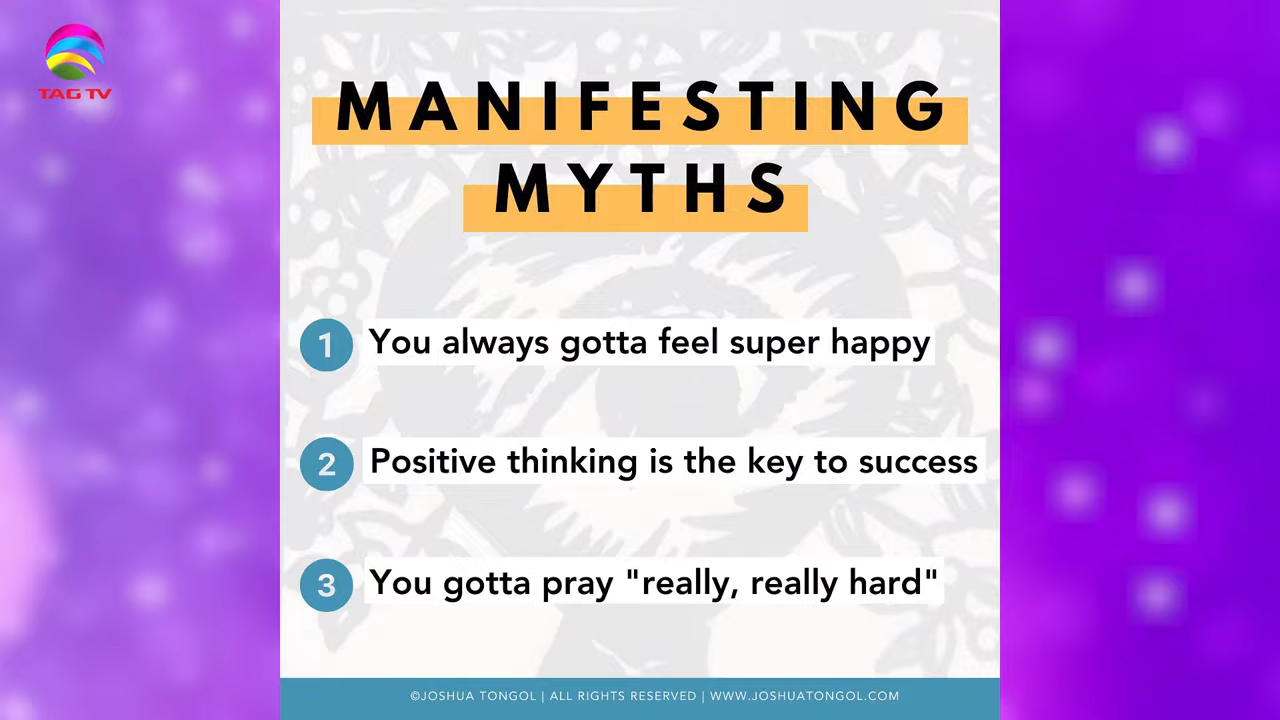 TAG TV
MANIFESTING
MYTHS
1 You always gotta feel super happy
2 Positive thinking is the key to success
3 You gotta pray "really, really hard"
©JOSHUA TONGOL | ALL RIGHTS RESERVED | WWW.JOSHUATONGOL.COM